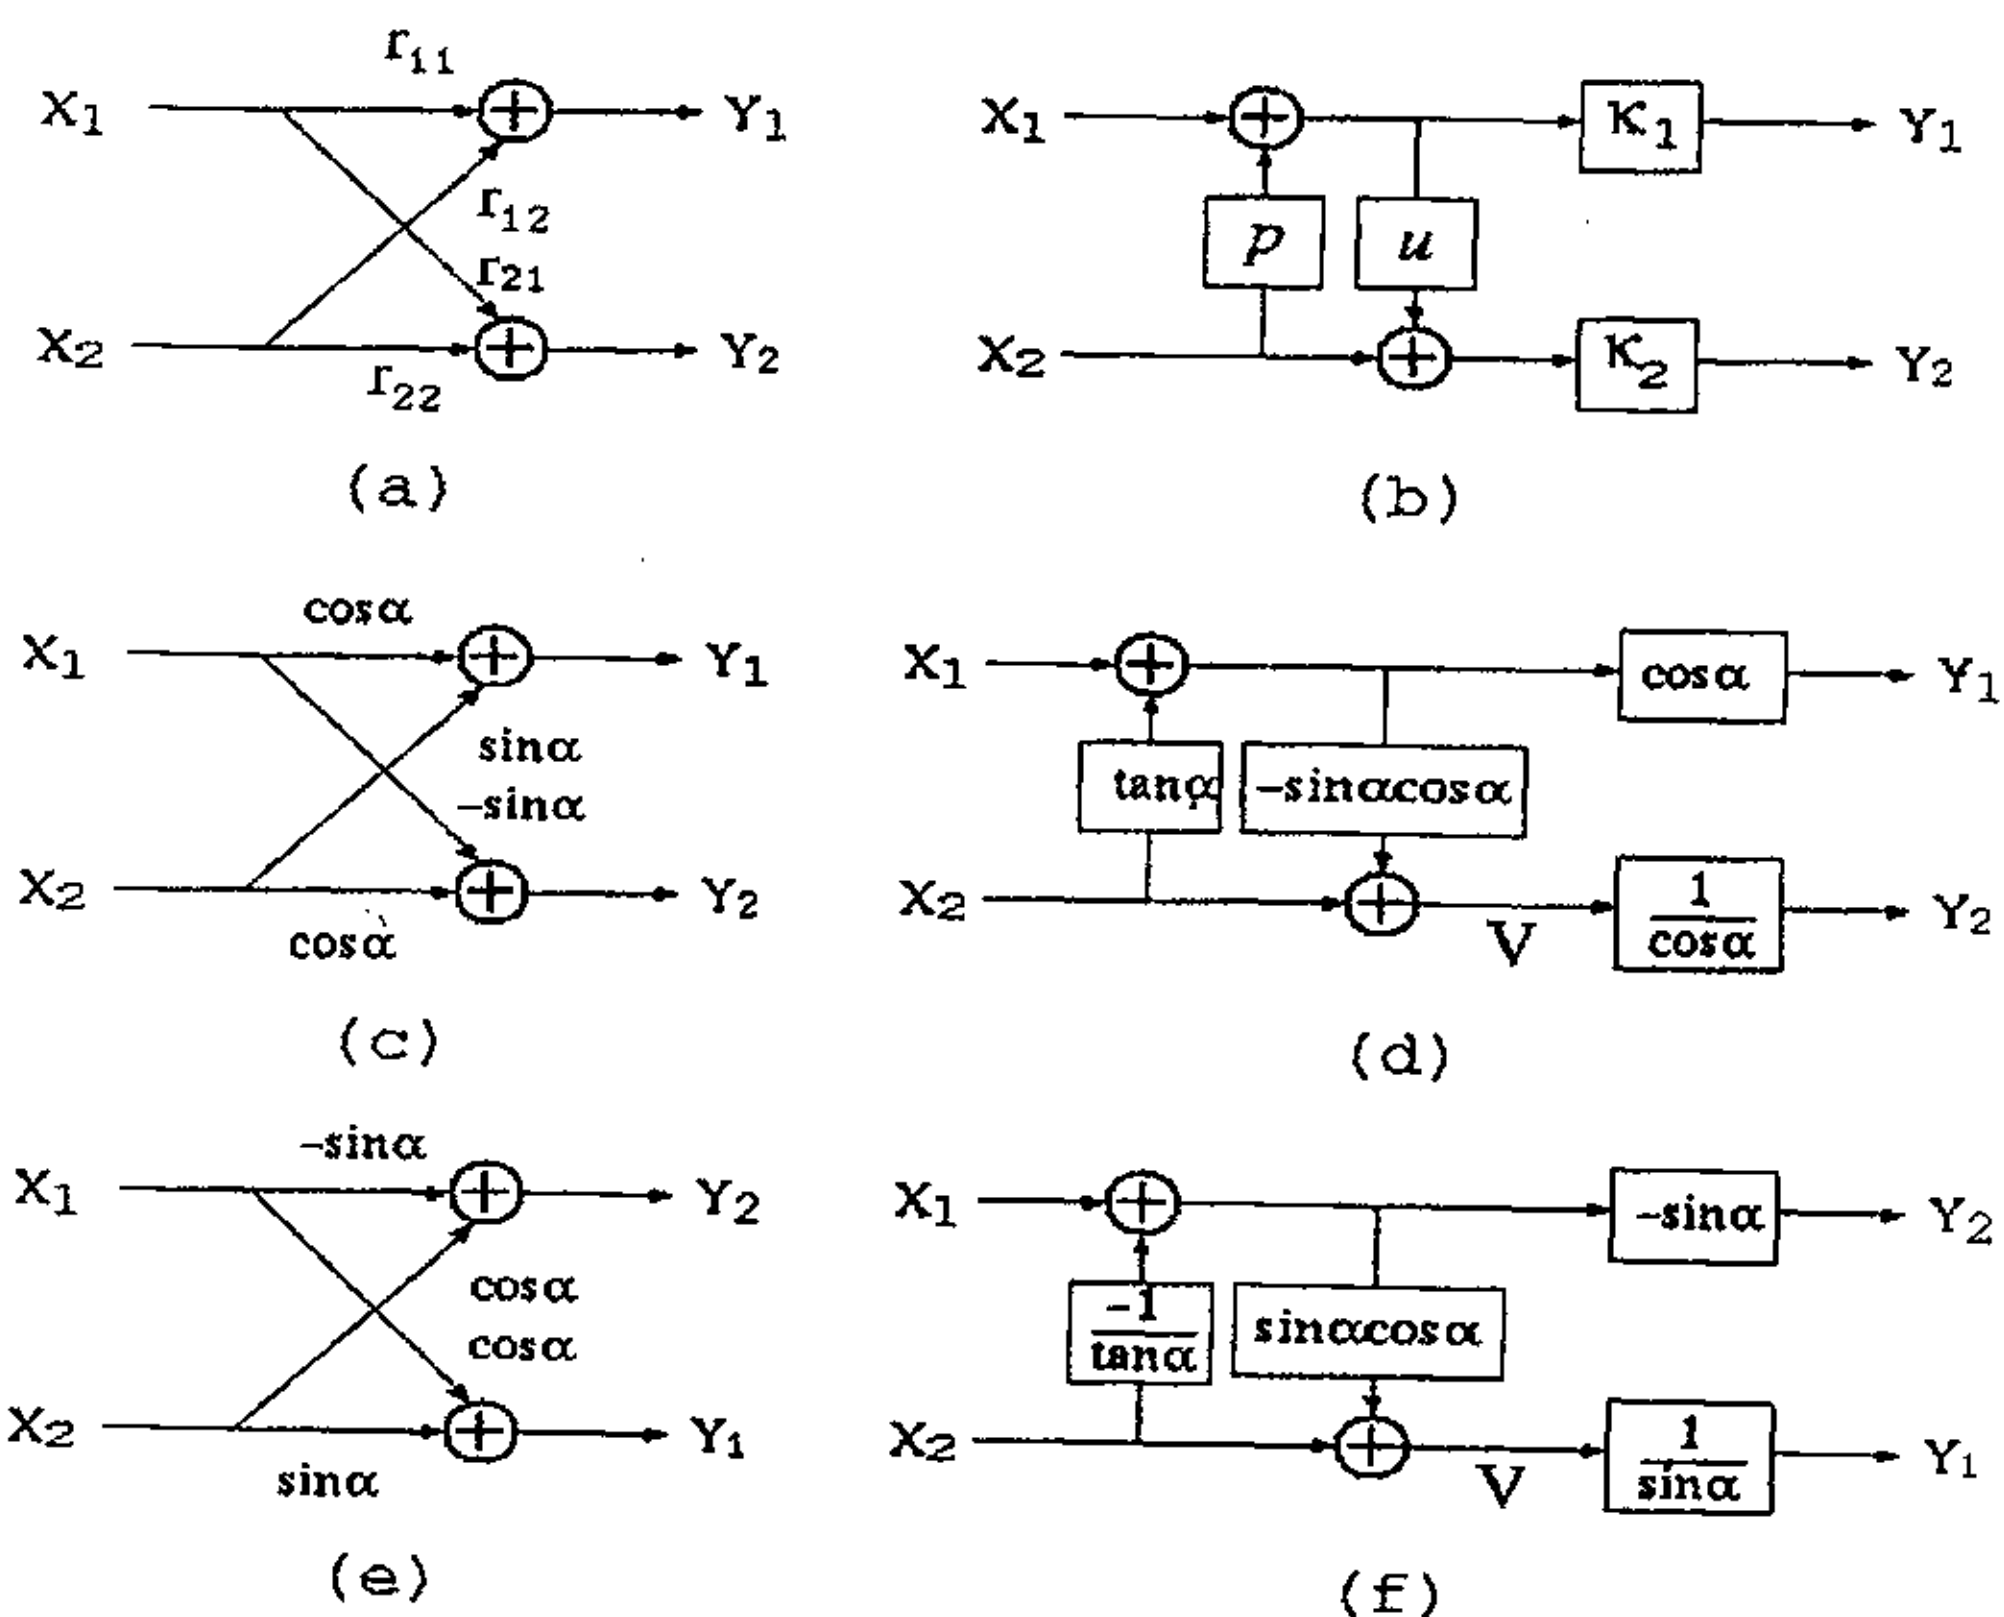 r11
X1 + Y1
r12
r21
X2 + Y2
r22
(a)
X1 + K1 Y1
p u
X2 + K2 Y2
(b)
cosα
X1 + Y1
sinα
-sinα
X2 + Y2
cosα
(c)
X1 + cosα Y1
tanα -sinαcosα
X2 + V 1/cosα Y2
(d)
-sinα
X1 + Y2
cosα
cosα
X2 + Y1
sinα
(e)
X1 + -sinα Y2
-1/tanα sinαcosα
X2 + V 1/sinα Y1
(f)